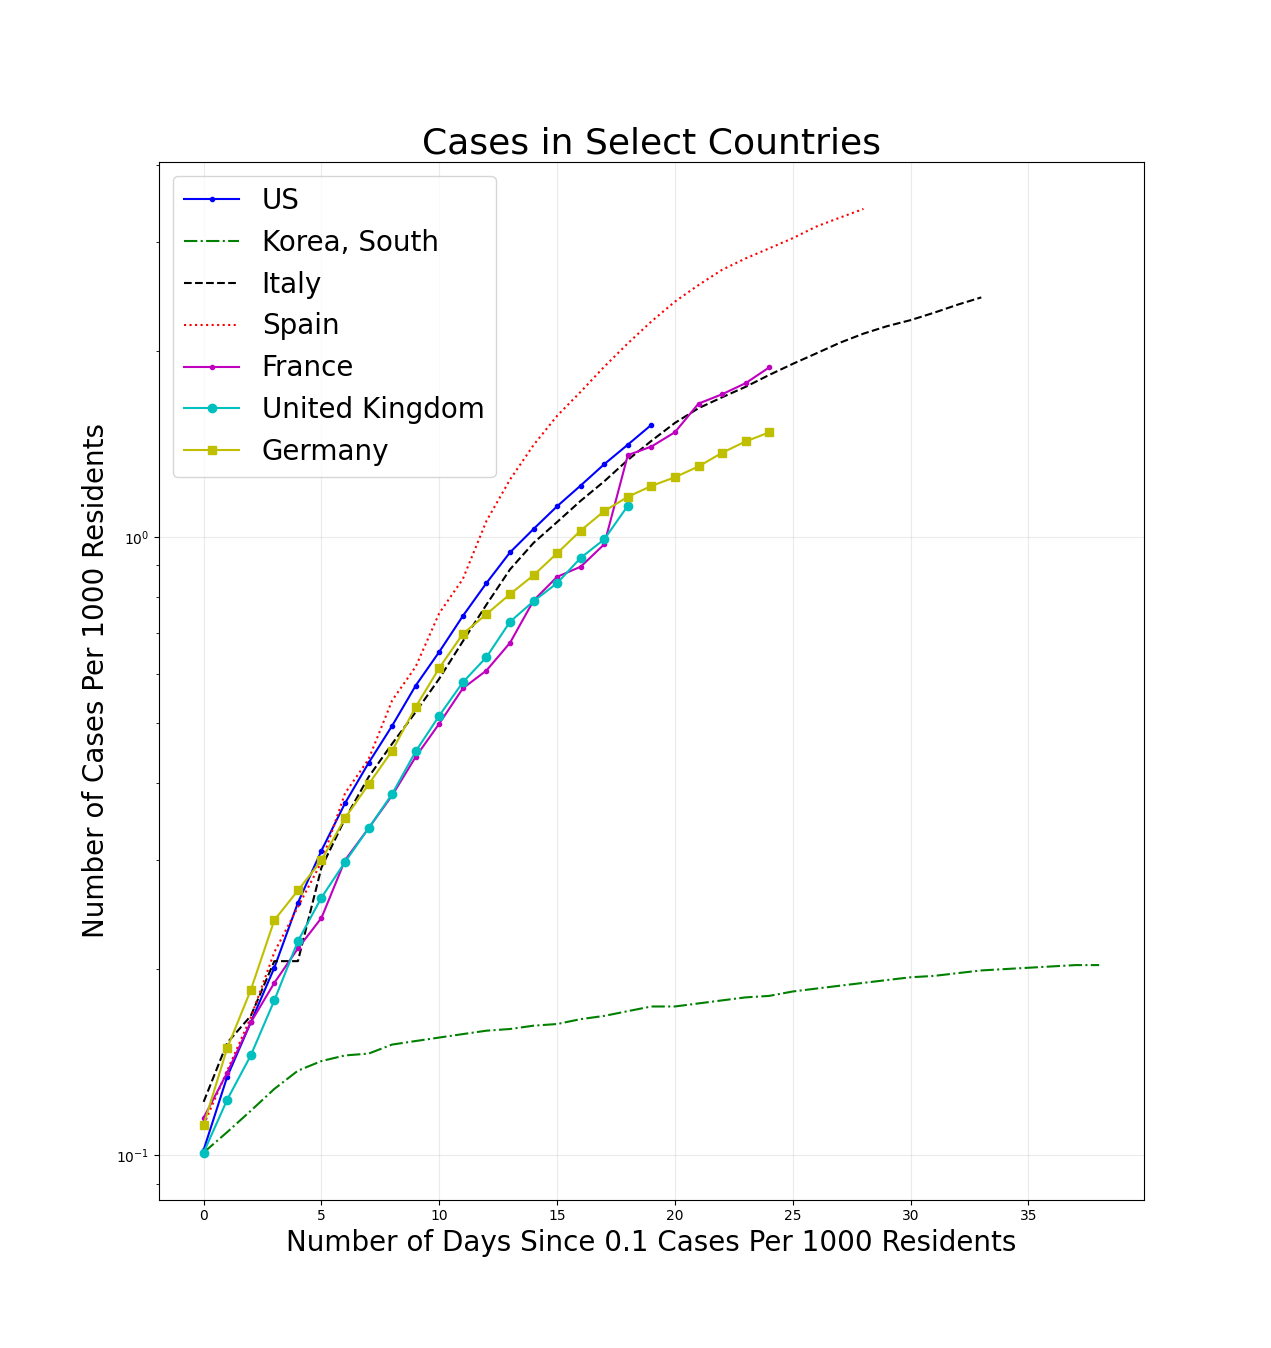 Cases in Select Countries
US
Korea, South
Italy
Spain
France
United Kingdom
Germany
Number of Cases Per 1000 Residents
10⁰
10⁻¹
0 5 10 15 20 25 30 35
Number of Days Since 0.1 Cases Per 1000 Residents